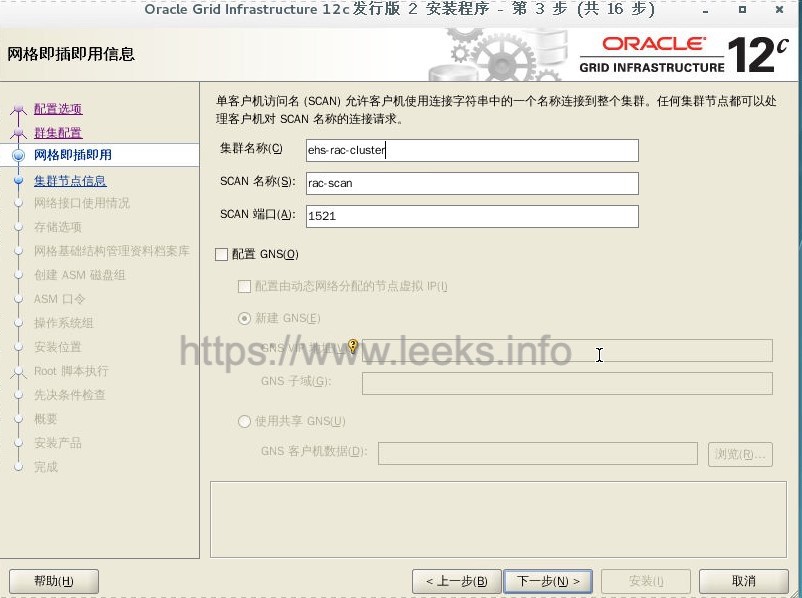 Oracle Grid Infrastructure 12c 发行版 2 安装程序 - 第 3 步 (共 16 步)
网格即插即用信息
ORACLE
GRID INFRASTRUCTURE 12c
配置选项
群集配置
网格即插即用
集群节点信息
网络接口使用情况
存储选项
网格基础结构管理资料档案库
创建 ASM 磁盘组
ASM 口令
操作系统组
安装位置
Root 脚本执行
先决条件检查
概要
安装产品
完成
单客户机访问名 (SCAN) 允许客户机使用连接字符串中的一个名称连接到整个集群。任何集群节点都可以处
理客户机对 SCAN 名称的连接请求。
集群名称(C) ehs-rac-cluster
SCAN 名称(S): rac-scan
SCAN 端口(A): 1521
配置 GNS(O)
配置由动态网络分配的节点虚拟 IP(I)
新建 GNS(E)
GNS VIP
https://www.leeks.info
GNS 子域(G):
使用共享 GNS(U)
GNS 客户机数据(D): 浏览(R)...
帮助(H) < 上一步(B) 下一步(N) > 安装(I) 取消